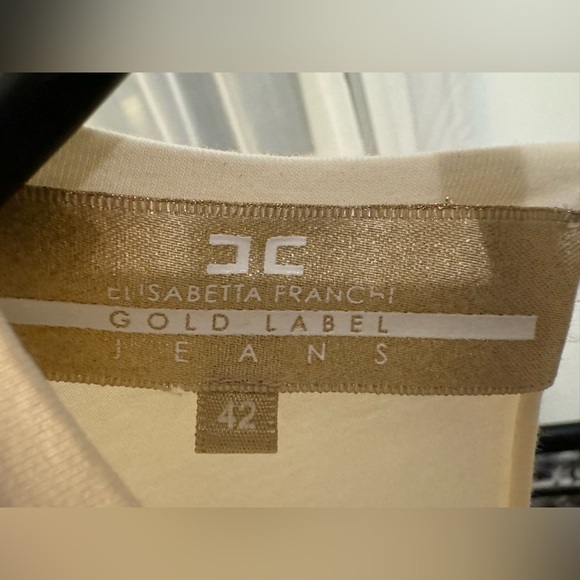 ELISABETTA FRANCHI
GOLD LABEL
JEANS
42